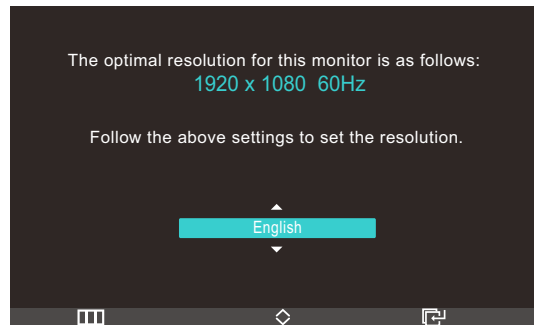 The optimal resolution for this monitor is as follows:
1920 x 1080 60Hz
Follow the above settings to set the resolution.
English